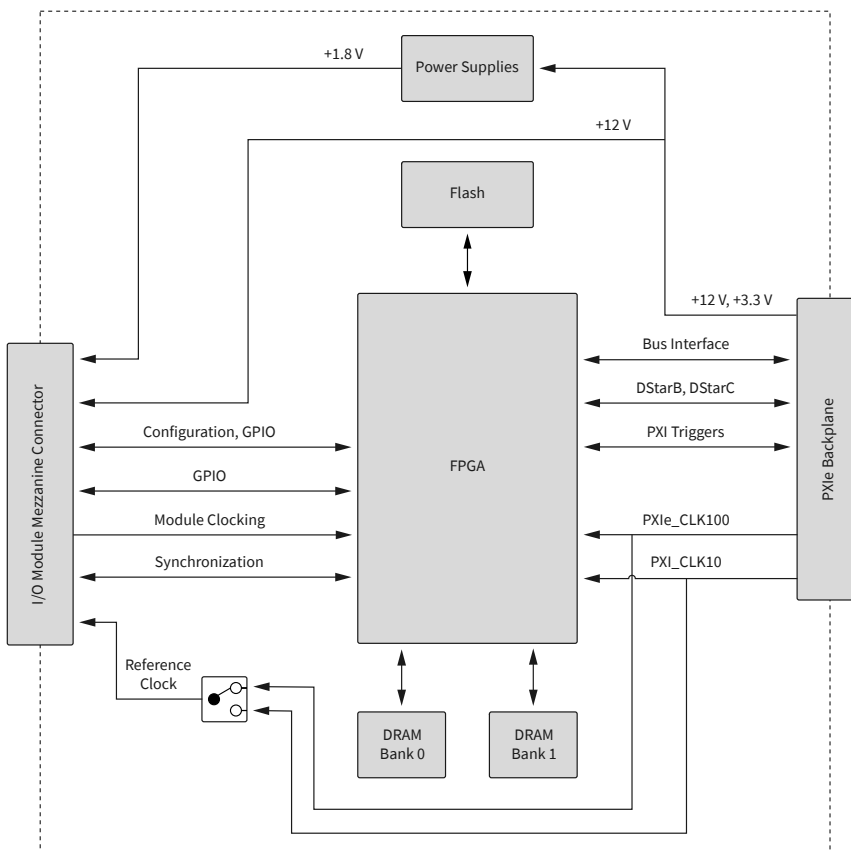 +1.8 V
Power Supplies
+12 V
Flash
+12 V, +3.3 V
Bus Interface
DStarB, DStarC
PXI Triggers
PXIe_CLK100
PXI_CLK10
PXIe Backplane
FPGA
I/O Module Mezzanine Connector
Configuration, GPIO
GPIO
Module Clocking
Synchronization
Reference
Clock
DRAM
Bank 0
DRAM
Bank 1